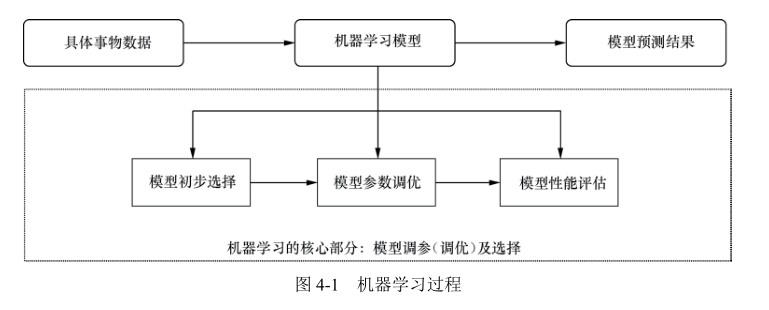 具体事物数据
机器学习模型
模型预测结果
模型初步选择
模型参数调优
模型性能评估
机器学习的核心部分：模型调参(调优)及选择
图 4-1 机器学习过程